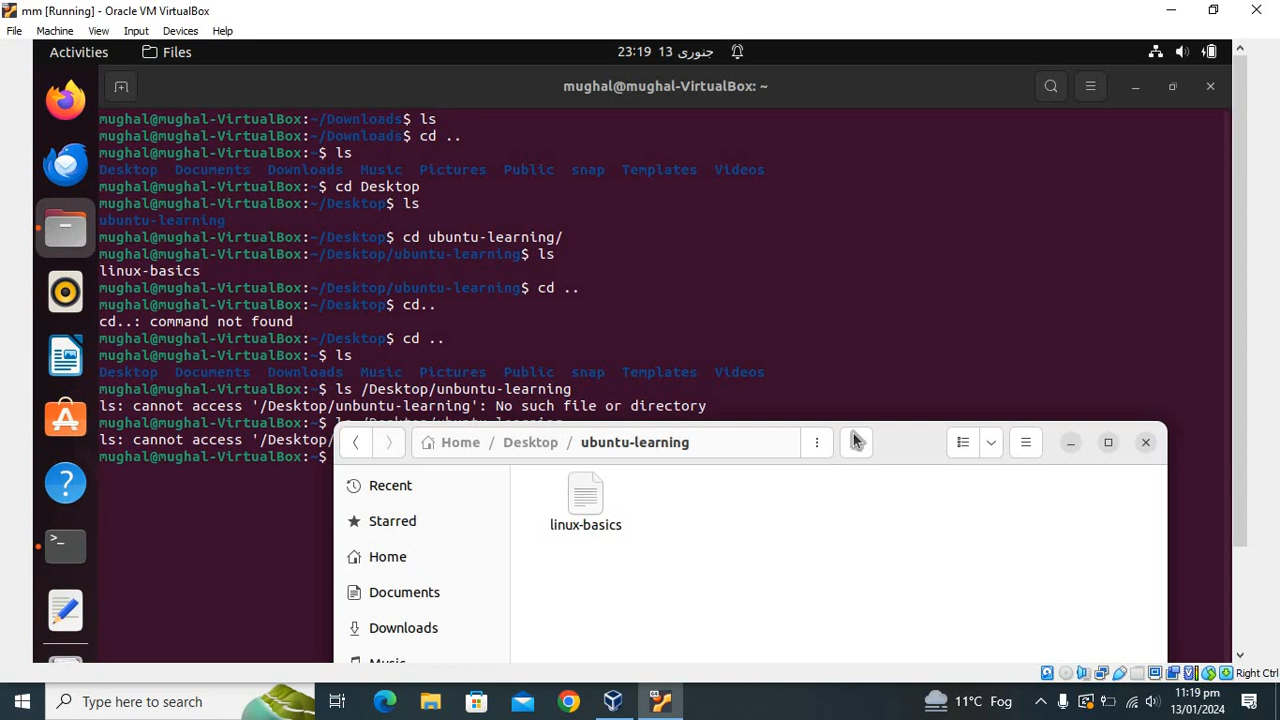 mm [Running] - Oracle VM VirtualBox
File Machine View Input Devices Help
Activities Files 23:19 13 جنوری
mughal@mughal-VirtualBox: ~
mughal@mughal-VirtualBox:~/Downloads$ ls
mughal@mughal-VirtualBox:~/Downloads$ cd ..
mughal@mughal-VirtualBox:~$ ls
Desktop Documents Downloads Music Pictures Public snap Templates Videos
mughal@mughal-VirtualBox:~$ cd Desktop
mughal@mughal-VirtualBox:~/Desktop$ ls
ubuntu-learning
mughal@mughal-VirtualBox:~/Desktop$ cd ubuntu-learning/
mughal@mughal-VirtualBox:~/Desktop/ubuntu-learning$ ls
linux-basics
mughal@mughal-VirtualBox:~/Desktop/ubuntu-learning$ cd ..
mughal@mughal-VirtualBox:~/Desktop$ cd..
cd..: command not found
mughal@mughal-VirtualBox:~/Desktop$ cd ..
mughal@mughal-VirtualBox:~$ ls
Desktop Documents Downloads Music Pictures Public snap Templates Videos
mughal@mughal-VirtualBox:~$ ls /Desktop/unbuntu-learning
ls: cannot access '/Desktop/unbuntu-learning': No such file or directory
mughal@mughal-VirtualBox:~$
ls: cannot access '/Desktop/
mughal@mughal-VirtualBox:~$
Home / Desktop / ubuntu-learning
Recent
Starred
Home
Documents
Downloads
Music
linux-basics
Right Ctrl
Type here to search
11°C Fog
11:19 pm
13/01/2024